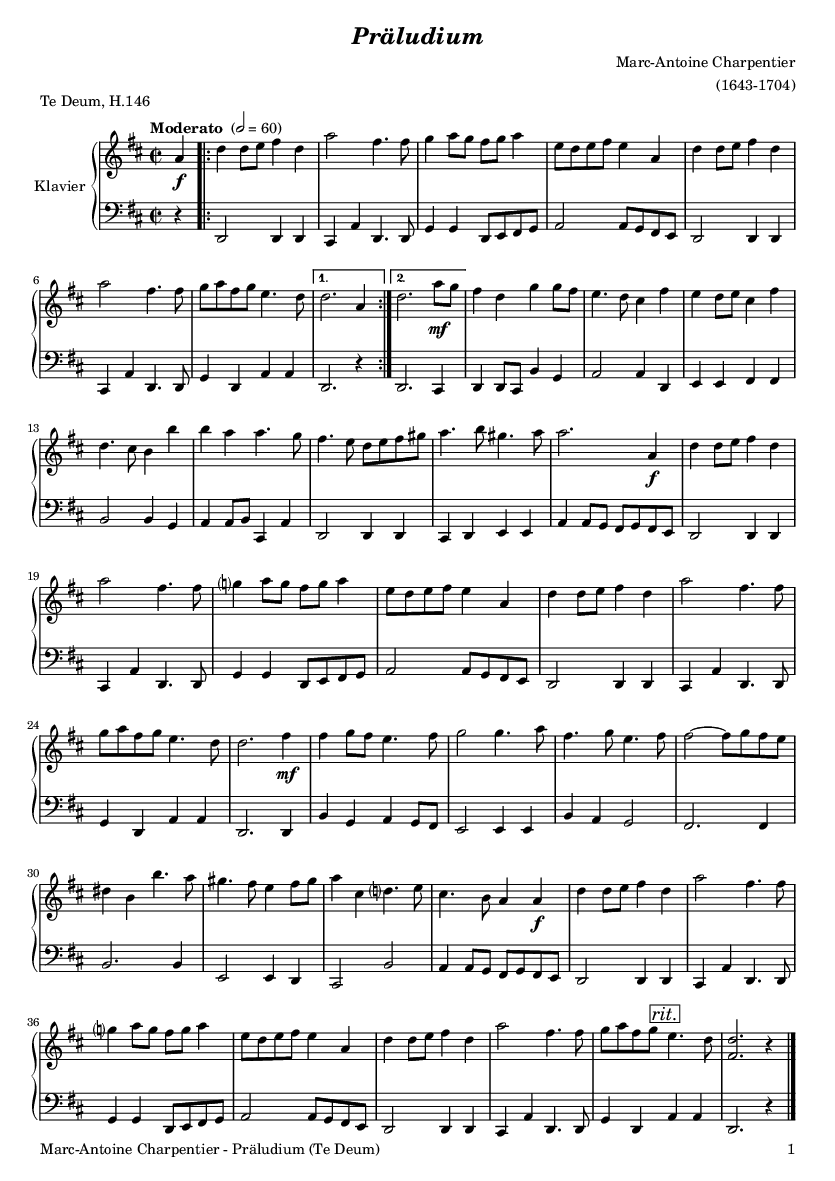 Präludium
Marc-Antoine Charpentier
(1643-1704)
Te Deum, H.146
Moderato (𝅗𝅥 = 60)
Klavier
f
6
1.
2.
mf
13
f
19
24
mf
30
f
36
rit.
Marc-Antoine Charpentier - Präludium (Te Deum)
1